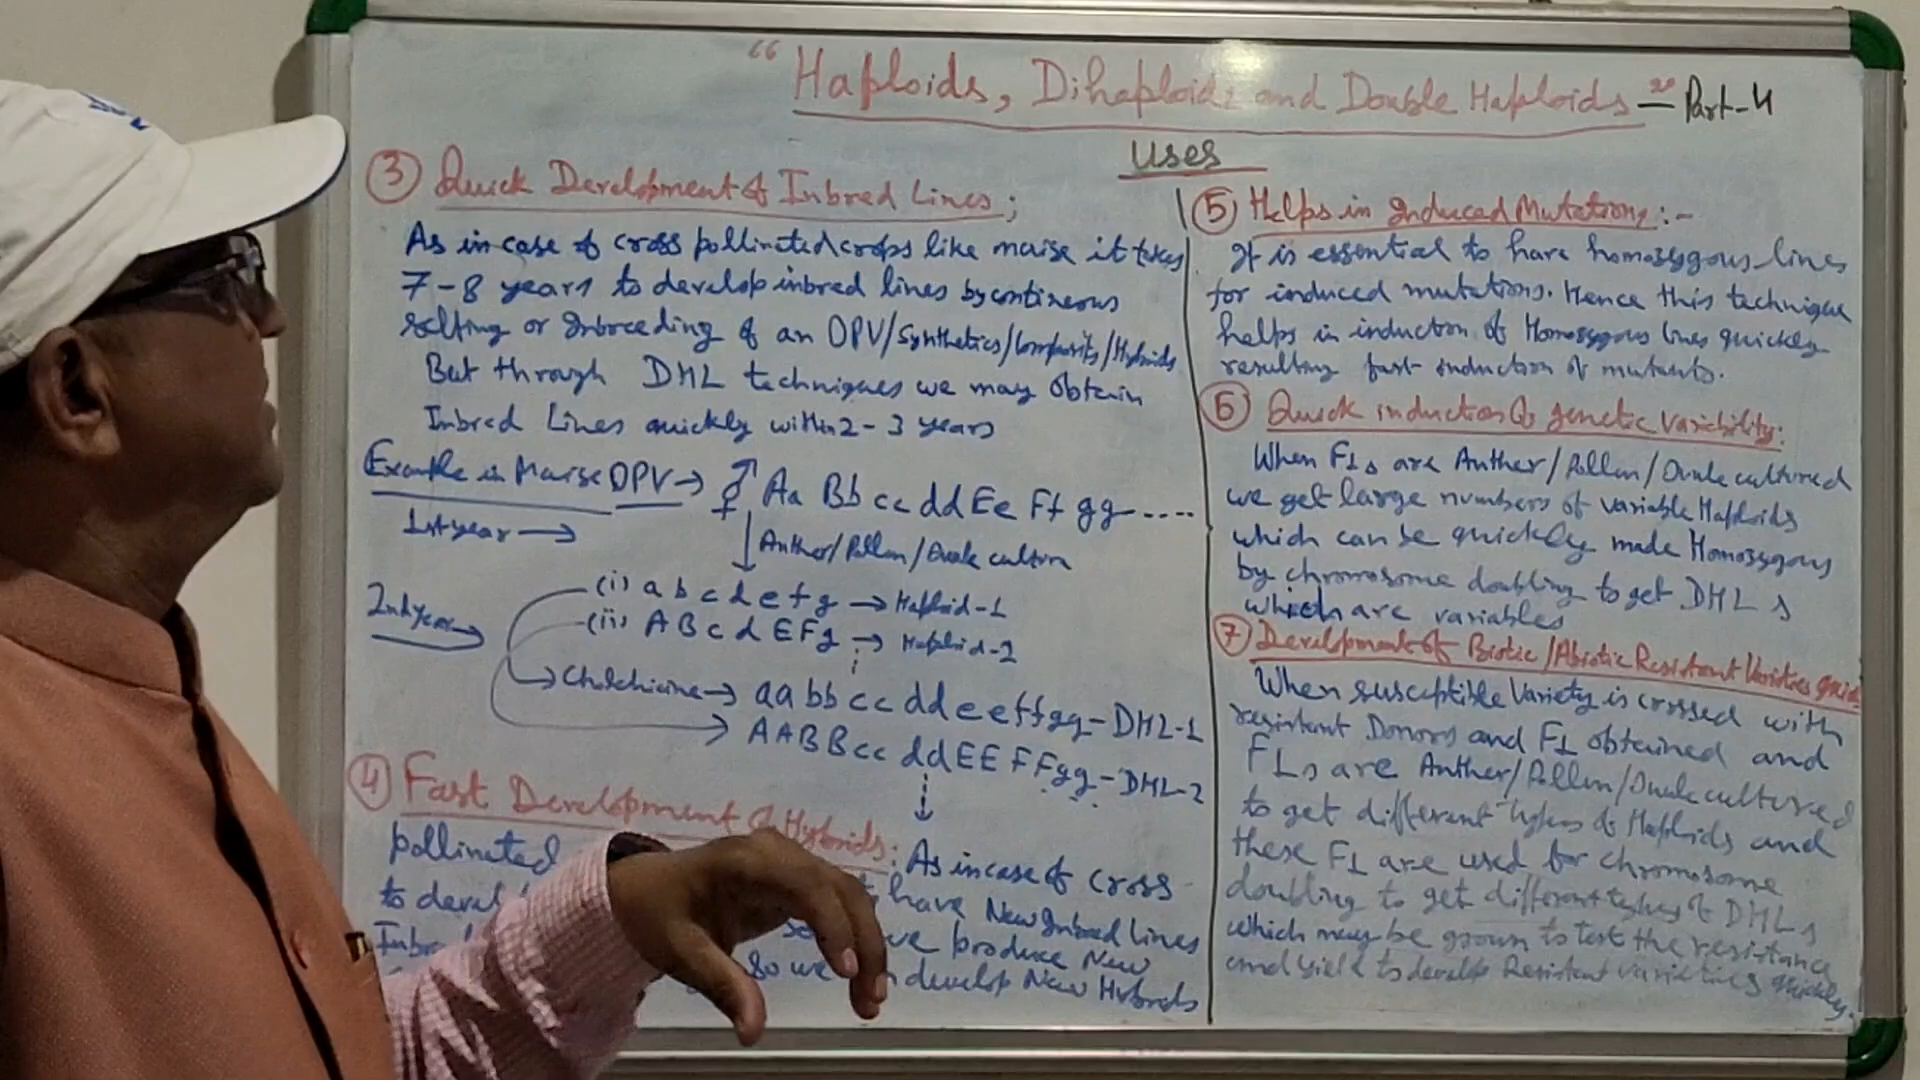 "Haploids, Dihaploids and Double Haploids" - Part-4
Uses
③ Quick Development of Inbred Lines;
As in case of cross pollinated crops like maize it takes
7-8 years to develop inbred lines by contineous
selfing or Inbreeding of an OPV/Synthetics/Composits/Hybrids
But through DHL techniques we may obtain
Inbred Lines quickly within 2-3 years
Example in Maize OPV → Aa Bb cc dd Ee Ff gg ----
1st year →
Anther/Pollen/Ovule culture
2nd year →
(i) a b c d e f g → Haploid-1
(ii) A B c d E F g → Haploid-2
Cholchicine → aa bb cc dd ee ff gg - DHL-1
AA BB cc dd EE FF gg - DHL-2
④ Fast Development of Hybrids:
As in case of cross
pollinated have New Inbred Lines
to devel we produce New
Inbr so we develop New Hybrids
⑤ Helps in Induced Mutations:-
It is essential to have homozygous lines
for induced mutations. Hence this technique
helps in induction of Homozygous lines quickly
resulting fast induction of mutants.
⑥ Quick induction of genetic variability:
When F1s are Anther/Pollen/Ovule cultured
we get large numbers of variable Haploids
which can be quickly made Homozygous
by chromosome doubling to get DHLs
which are variables
⑦ Development of Biotic/Abiotic Resistant Varieties
When susceptible Variety is crossed with
resistant Donors and F1 obtained and
F1s are Anther/Pollen/Ovule cultured
to get different types of Haploids and
these F1 are used for chromosome
doubling to get different types of DHLs
which may be grown to test the resistance
and yield to develop Resistant varieties quickly.